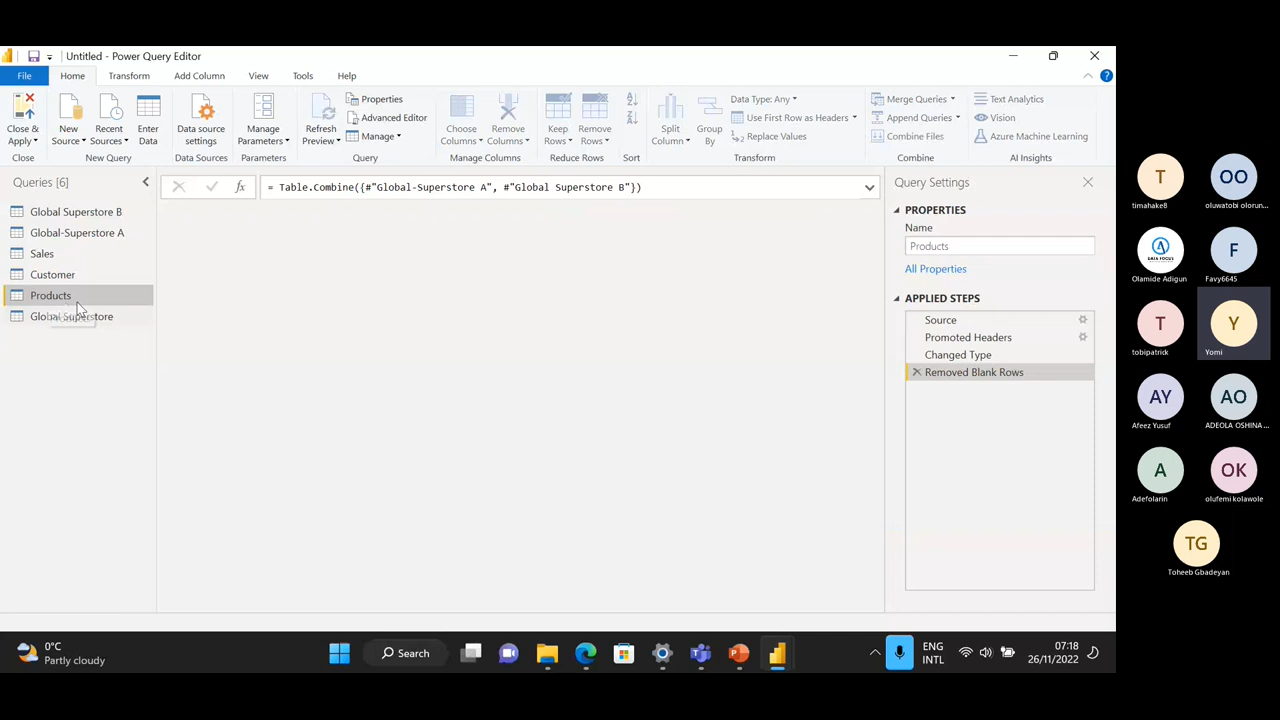 Untitled - Power Query Editor
File Home Transform Add Column View Tools Help
Close & Apply
New Source
Recent Sources
Enter Data
Data source settings
Manage Parameters
Refresh Preview
Properties
Advanced Editor
Manage
Choose Columns
Remove Columns
Keep Rows
Remove Rows
Split Column
Group By
Data Type: Any
Use First Row as Headers
Replace Values
Merge Queries
Append Queries
Combine Files
Text Analytics
Vision
Azure Machine Learning
Close
New Query
Data Sources
Parameters
Query
Manage Columns
Reduce Rows
Sort
Transform
Combine
AI Insights
Queries [6]
Global Superstore B
Global-Superstore A
Sales
Customer
Products
Global Superstore
fx
= Table.Combine({#"Global-Superstore A", #"Global Superstore B"})
Query Settings
PROPERTIES
Name
Products
All Properties
APPLIED STEPS
Source
Promoted Headers
Changed Type
Removed Blank Rows
0°C
Partly cloudy
Search
ENG
INTL
07:18
26/11/2022
T
timahake8
OO
oluwatobi olorun...
Olamide Adigun
F
Favy6645
T
tobipatrick
Y
Yomi
AY
Afeez Yusuf
AO
ADEOLA OSHINA...
A
Adefolarin
OK
olufemi kolawole
TG
Toheeb Gbadeyan